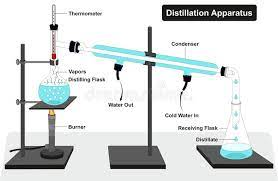 Distillation Apparatus
Thermometer
Condenser
Vapors
Distilling Flask
Water Out
Cold Water In
Burner
Receiving Flask
Distillate